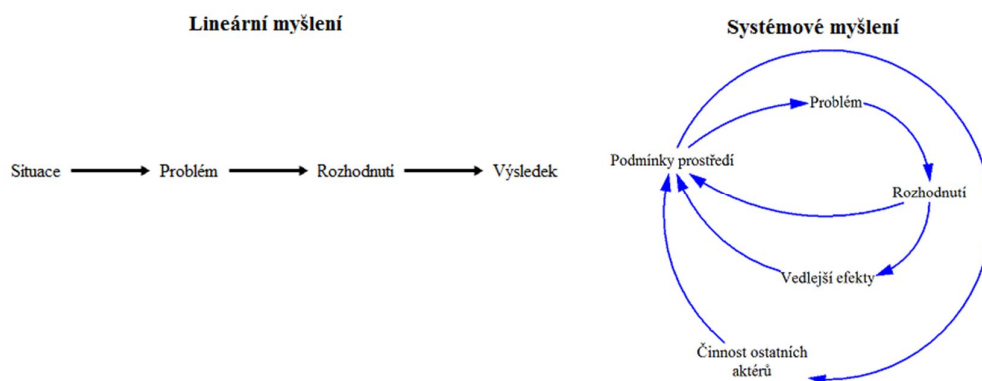 Lineární myšlení
Situace
Problém
Rozhodnutí
Výsledek
Systémové myšlení
Problém
Podmínky prostředí
Rozhodnutí
Vedlejší efekty
Činnost ostatních
aktérů